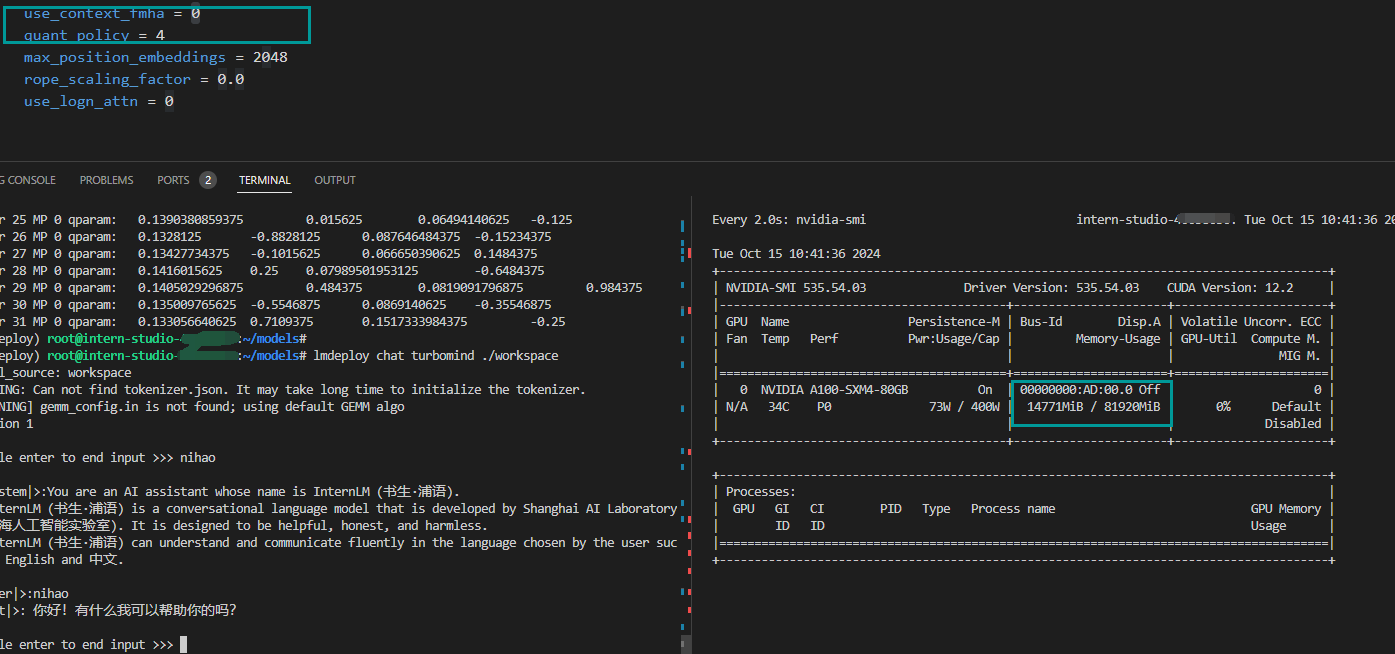 use_context_fmha = 0
quant_policy = 4
max_position_embeddings = 2048
rope_scaling_factor = 0.0
use_logn_attn = 0
G CONSOLE PROBLEMS PORTS 2 TERMINAL OUTPUT
r 25 MP 0 qparam: 0.1390380859375 0.015625 0.06494140625 -0.125
r 26 MP 0 qparam: 0.1328125 -0.8828125 0.087646484375 -0.15234375
r 27 MP 0 qparam: 0.13427734375 -0.1015625 0.066650390625 0.1484375
r 28 MP 0 qparam: 0.1416015625 0.25 0.07989501953125 -0.6484375
r 29 MP 0 qparam: 0.1405029296875 0.484375 0.0819091796875 0.984375
r 30 MP 0 qparam: 0.135009765625 -0.5546875 0.0869140625 -0.35546875
r 31 MP 0 qparam: 0.133056640625 0.7109375 0.1517333984375 -0.25
eploy) root@intern-studio- :~/models#
eploy) root@intern-studio- :~/models# lmdeploy chat turbomind ./workspace
l_source: workspace
ING: Can not find tokenizer.json. It may take long time to initialize the tokenizer.
NING] gemm_config.in is not found; using default GEMM algo
ion 1
le enter to end input >>> nihao
stem|>:You are an AI assistant whose name is InternLM (书生·浦语).
ternLM (书生·浦语) is a conversational language model that is developed by Shanghai AI Laboratory
海人工智能实验室). It is designed to be helpful, honest, and harmless.
ternLM (书生·浦语) can understand and communicate fluently in the language chosen by the user suc
English and 中文.
er|>:nihao
t|>: 你好！有什么我可以帮助你的吗？
le enter to end input >>>
Every 2.0s: nvidia-smi intern-studio- . Tue Oct 15 10:41:36 20
Tue Oct 15 10:41:36 2024
NVIDIA-SMI 535.54.03 Driver Version: 535.54.03 CUDA Version: 12.2
GPU Name Persistence-M | Bus-Id Disp.A | Volatile Uncorr. ECC
Fan Temp Perf Pwr:Usage/Cap | Memory-Usage | GPU-Util Compute M.
MIG M.
0 NVIDIA A100-SXM4-80GB On | 00000000:AD:00.0 Off 0
N/A 34C P0 73W / 400W 14771MiB / 81920MiB 0% Default
Disabled
Processes:
GPU GI CI PID Type Process name GPU Memory
ID ID Usage